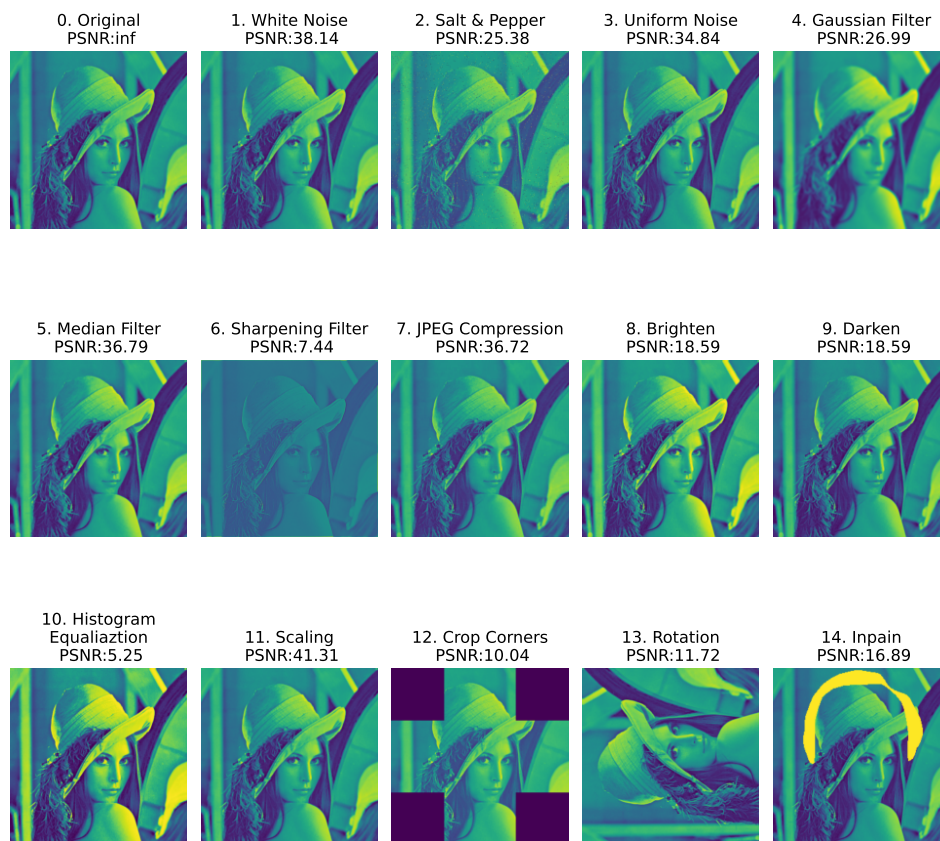 0. Original
PSNR:inf
1. White Noise
PSNR:38.14
2. Salt & Pepper
PSNR:25.38
3. Uniform Noise
PSNR:34.84
4. Gaussian Filter
PSNR:26.99
5. Median Filter
PSNR:36.79
6. Sharpening Filter
PSNR:7.44
7. JPEG Compression
PSNR:36.72
8. Brighten
PSNR:18.59
9. Darken
PSNR:18.59
10. Histogram
Equaliaztion
PSNR:5.25
11. Scaling
PSNR:41.31
12. Crop Corners
PSNR:10.04
13. Rotation
PSNR:11.72
14. Inpain
PSNR:16.89